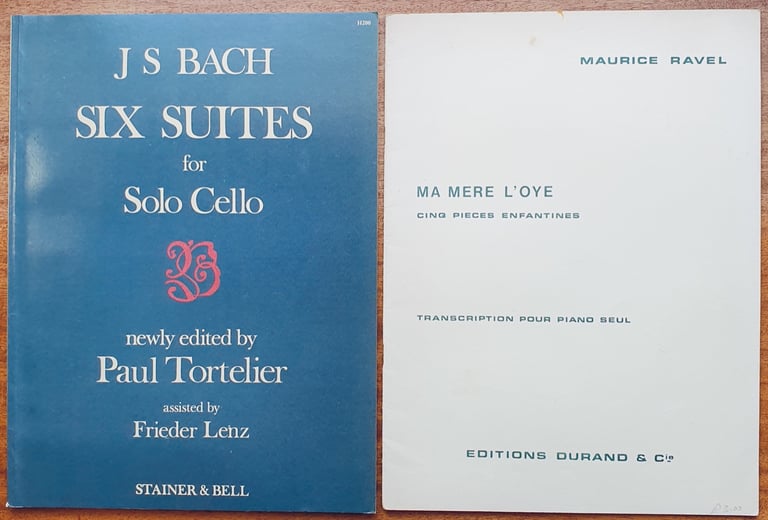 H200
J S BACH
SIX SUITES
for
Solo Cello
B
newly edited by
Paul Tortelier
assisted by
Frieder Lenz
STAINER & BELL
MAURICE RAVEL
MA MERE L'OYE
CINQ PIECES ENFANTINES
TRANSCRIPTION POUR PIANO SEUL
EDITIONS DURAND & Cie